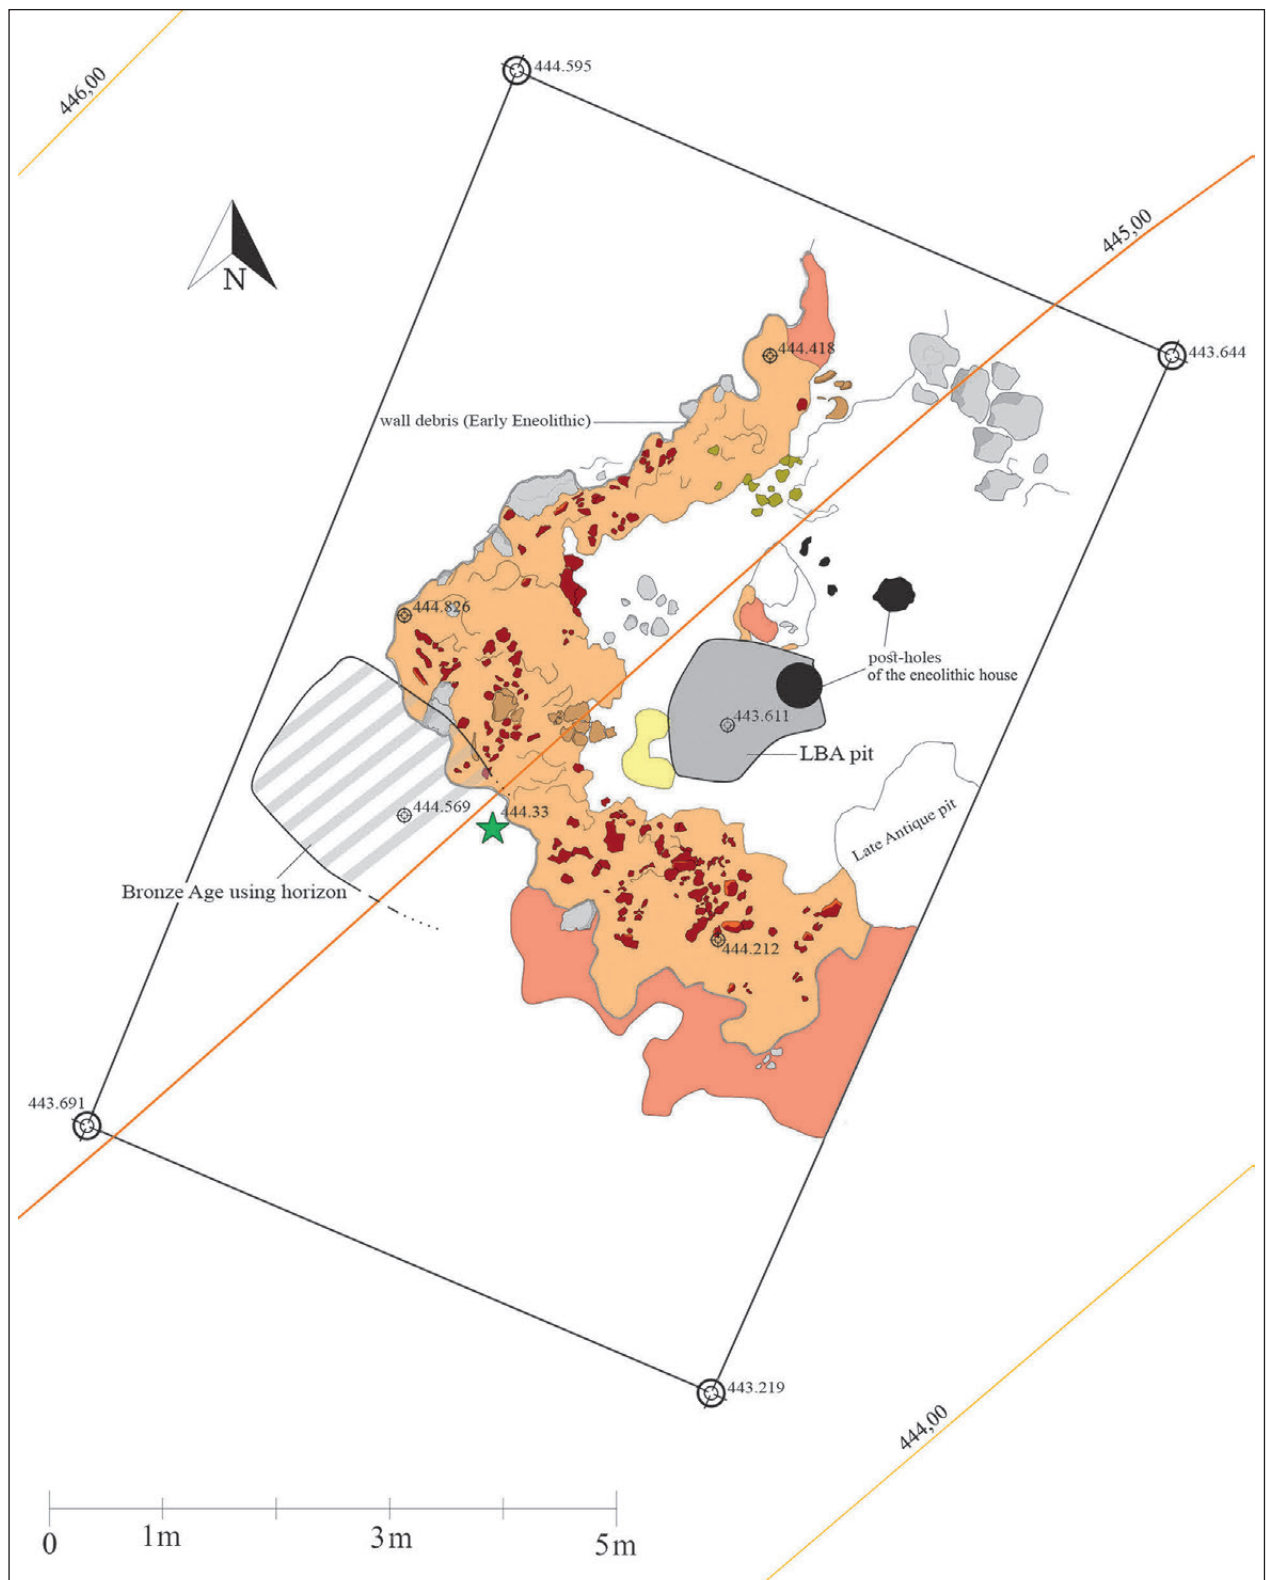 444.595
446,00
445,00
N
443.644
444.418
wall debris (Early Eneolithic)
444.826
post-holes
of the eneolithic house
443.611
LBA pit
444.569
444.33
Late Antique pit
Bronze Age using horizon
444.212
443.691
443.219
444,00
0 1m 3m 5m